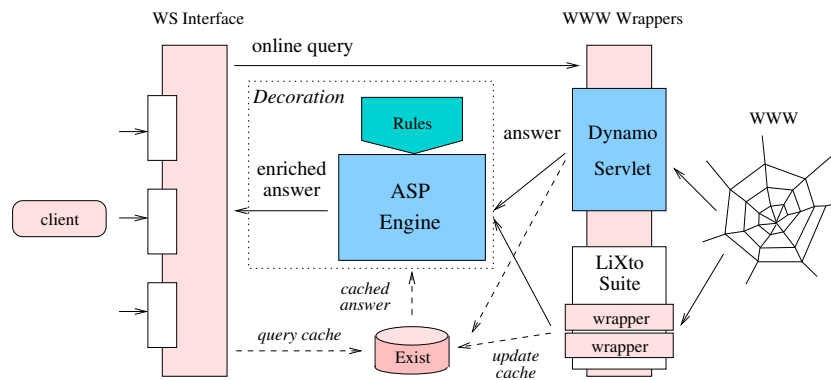 WS Interface
WWW Wrappers
online query
Decoration
Rules
answer
Dynamo
Servlet
WWW
enriched
answer
ASP
Engine
client
LiXto
Suite
cached
answer
wrapper
query cache
Exist
update
cache
wrapper